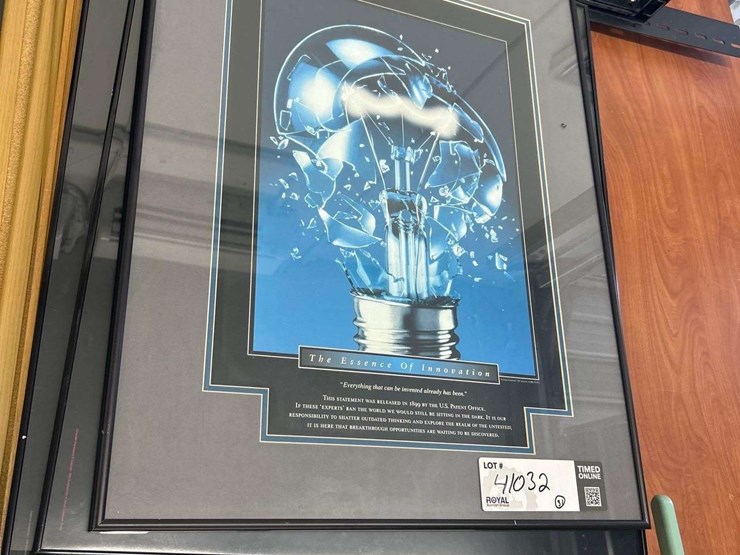 The Essence Of Innovation
"Everything that can be invented already has been."
THIS STATEMENT WAS RELEASED IN 1899 BY THE U.S. PATENT OFFICE.
IF THESE "EXPERTS" RAN THE WORLD WE WOULD STILL BE SITTING IN THE DARK. IT IS OUR
RESPONSIBILITY TO SHATTER OUTDATED THINKING AND EXPLORE THE REALM OF THE UNTESTED,
IT IS HERE THAT BREAKTHROUGH OPPORTUNITIES ARE WAITING TO BE DISCOVERED.
LOT #
41032
TIMED
ONLINE
ROYAL